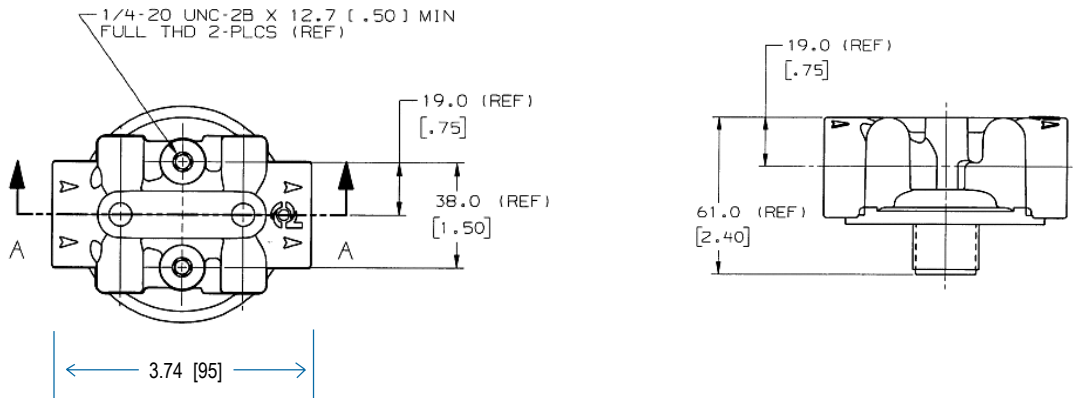 1/4-20 UNC-2B X 12.7 [ .50 ] MIN
FULL THD 2-PLCS (REF)
19.0 (REF)
[.75]
38.0 (REF)
[1.50]
A
A
A
A
A
A
3.74 [95]
19.0 (REF)
[.75]
61.0 (REF)
[2.40]
A
A